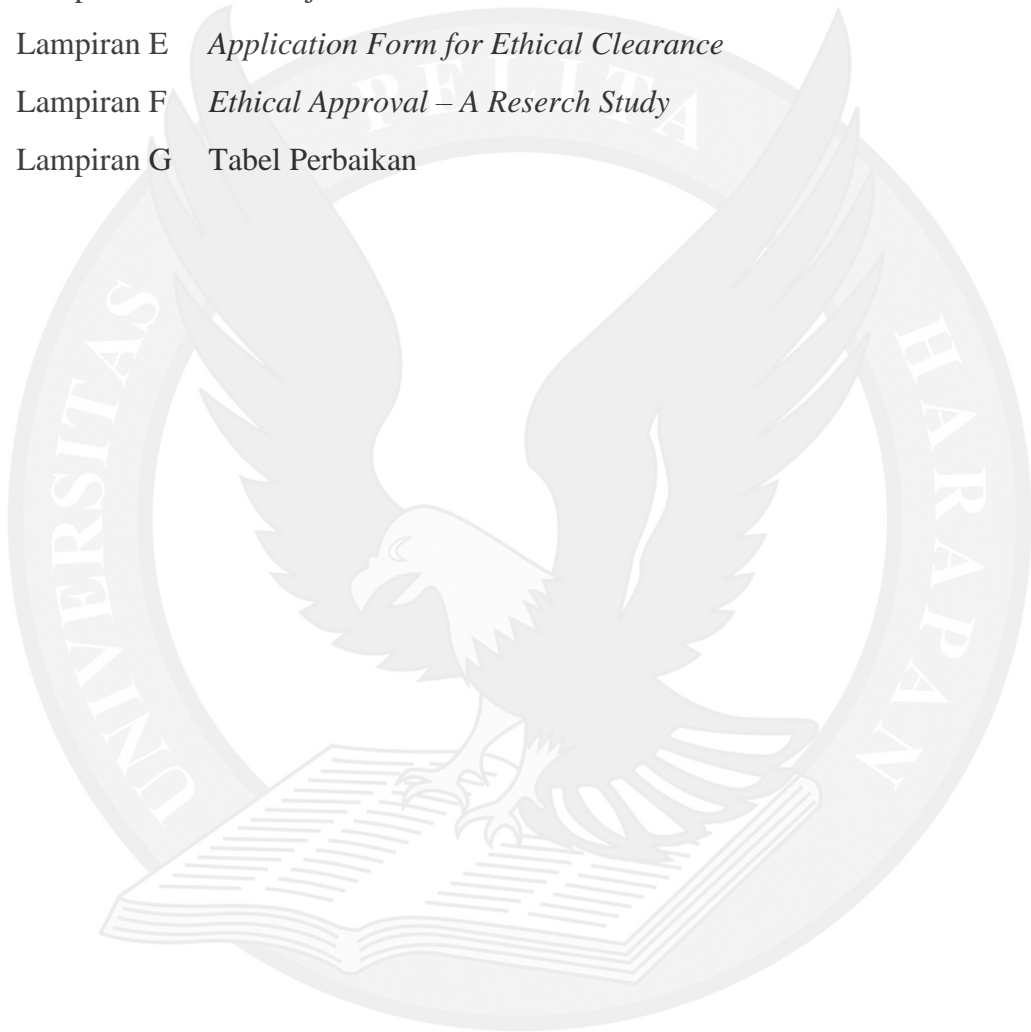 Lampiran E Application Form for Ethical Clearance
Lampiran F Ethical Approval – A Reserch Study
Lampiran G Tabel Perbaikan
UNIVERSITAS PELITA HARAPAN